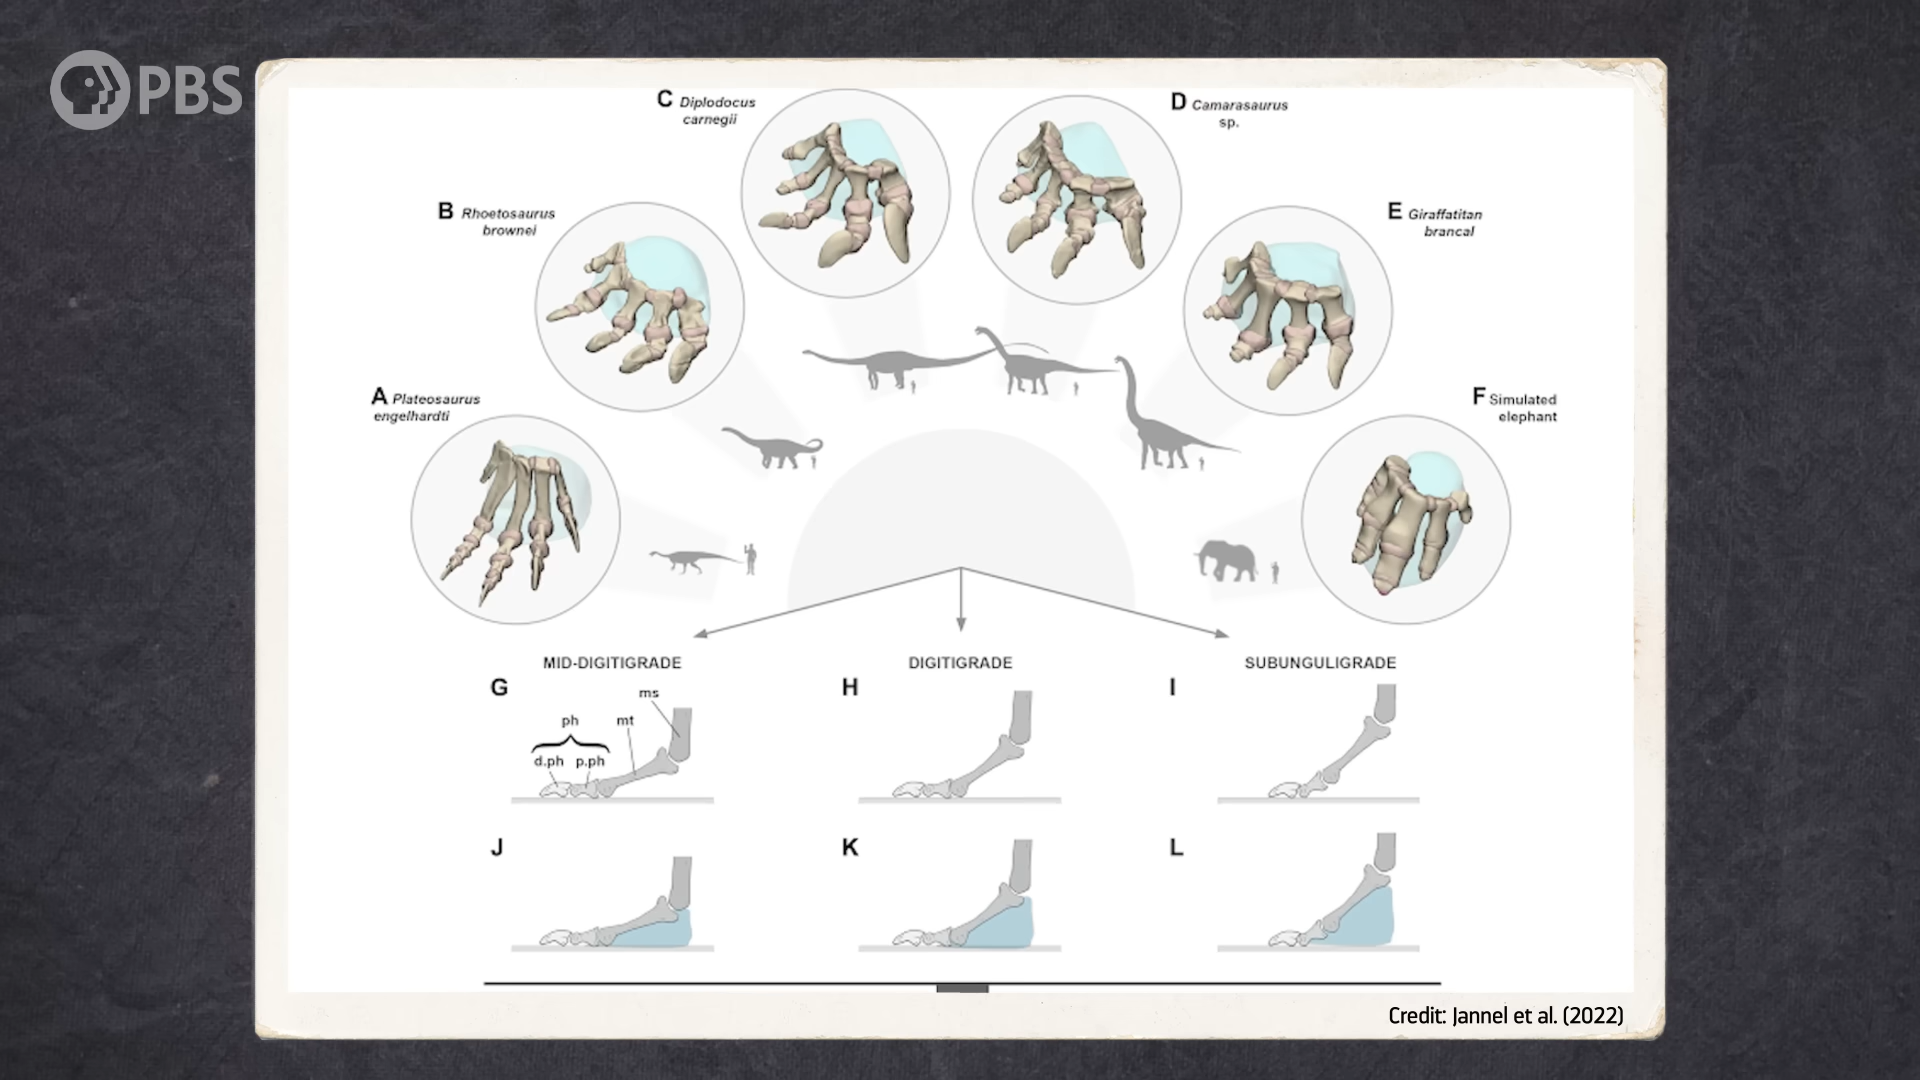 PBS
C Diplodocus
carnegii
D Camarasaurus
sp.
B Rhoetosaurus
brownei
E Giraffatitan
brancai
A Plateosaurus
engelhardti
F Simulated
elephant
MID-DIGITIGRADE
DIGITIGRADE
SUBUNGULIGRADE
G
H
I
ms
ph
mt
d.ph
p.ph
J
K
L
Credit: Jannel et al. (2022)